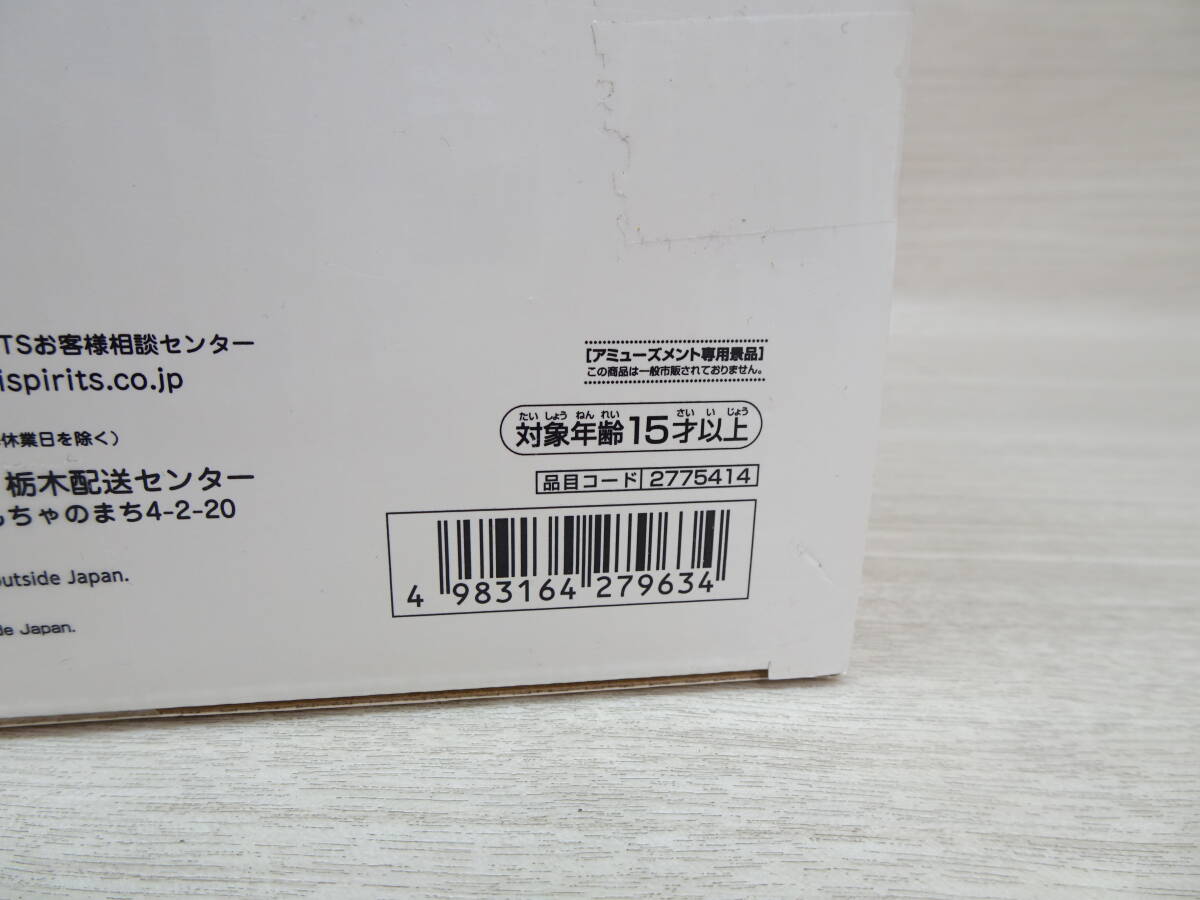 TSお客様相談センター
ispirits.co.jp
休業日を除く）
栃木配送センター
ちゃのまち4-2-20
outside Japan.
de Japan.
［アミューズメント専用景品］
この商品は一般市販されておりません。
たいしょうねんれい さい いじょう
対象年齢15才以上
品目コード 2775414
4 983164 279634